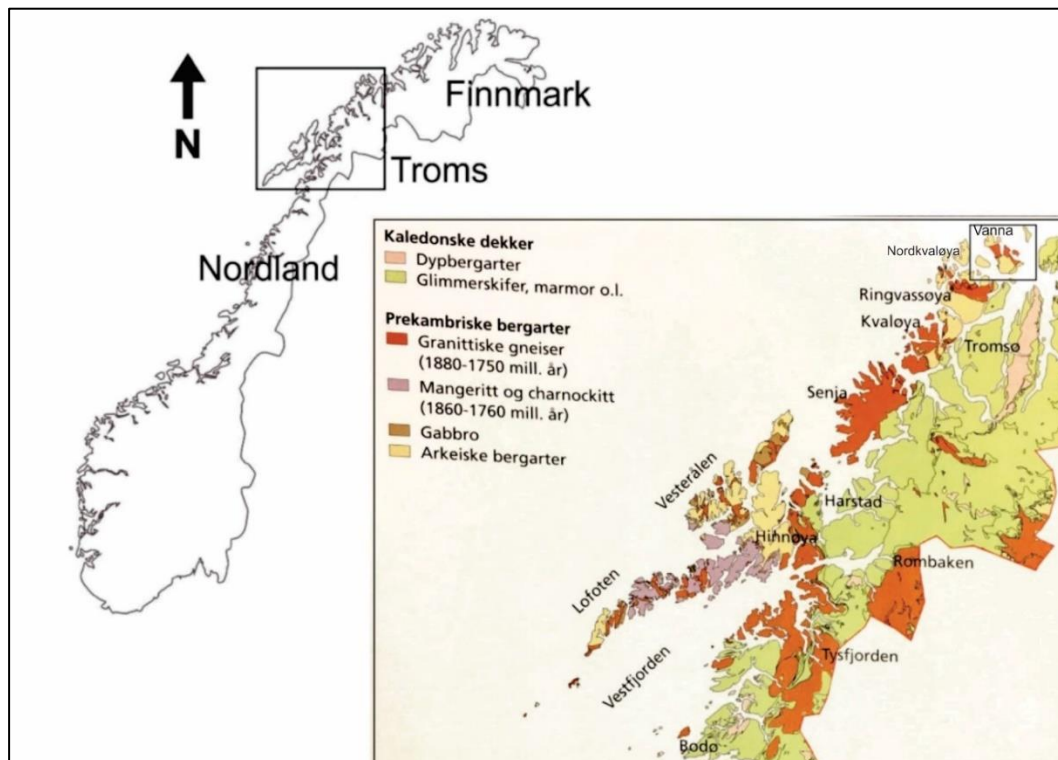 Finnmark
N
Troms
Nordland
Kaledonske dekker
Dypbergarter
Glimmerskifer, marmor o.l.
Prekambriske bergarter
Granittiske gneiser
(1880-1750 mill. år)
Mangeritt og charnockitt
(1860-1760 mill. år)
Gabbro
Arkeiske bergarter
Vanna
Nordkvaløya
Ringvassøya
Kvaløya
Tromsø
Senja
Vesterålen
Harstad
Hinnøya
Rombaken
Lofoten
Tysfjorden
Vestfjorden
Bodø